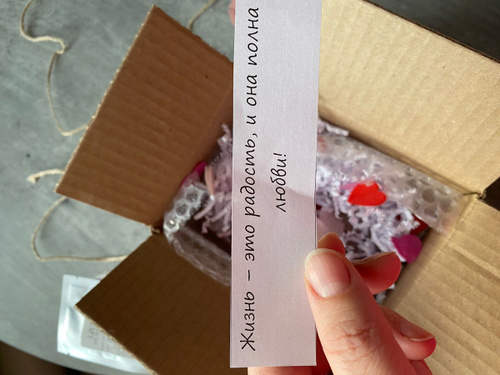 Жизнь – это радость, и она полна
любви!